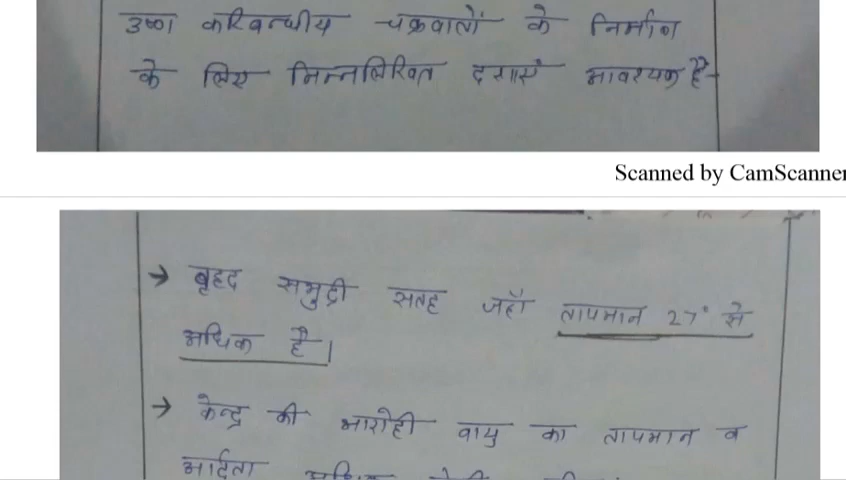 उष्ण कटिबन्धीय चक्रवातों के निर्माण
के लिए निम्नलिखित दशाएं आवश्यक है-
Scanned by CamScanner
→ बृहद समुद्री सतह जहाँ तापमान 27° से
अधिक है।
→ केन्द्र की आरोही वायु का तापमान व
आर्द्रता